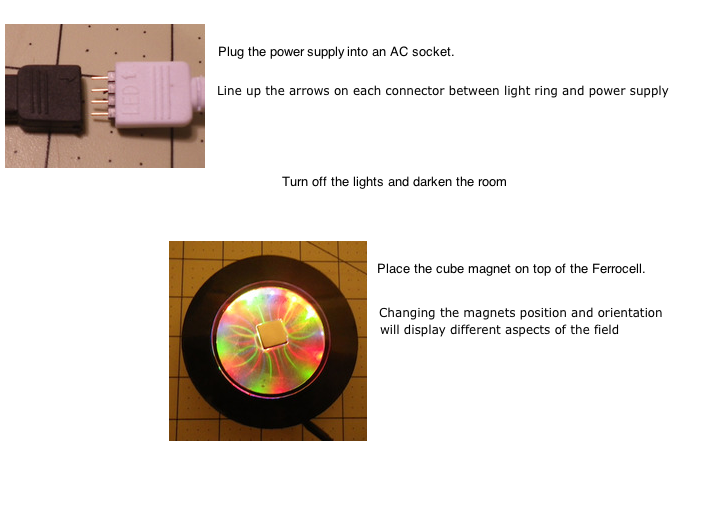 Plug the power supply into an AC socket.
Line up the arrows on each connector between light ring and power supply
LED
Turn off the lights and darken the room
Place the cube magnet on top of the Ferrocell.
Changing the magnets position and orientation
will display different aspects of the field